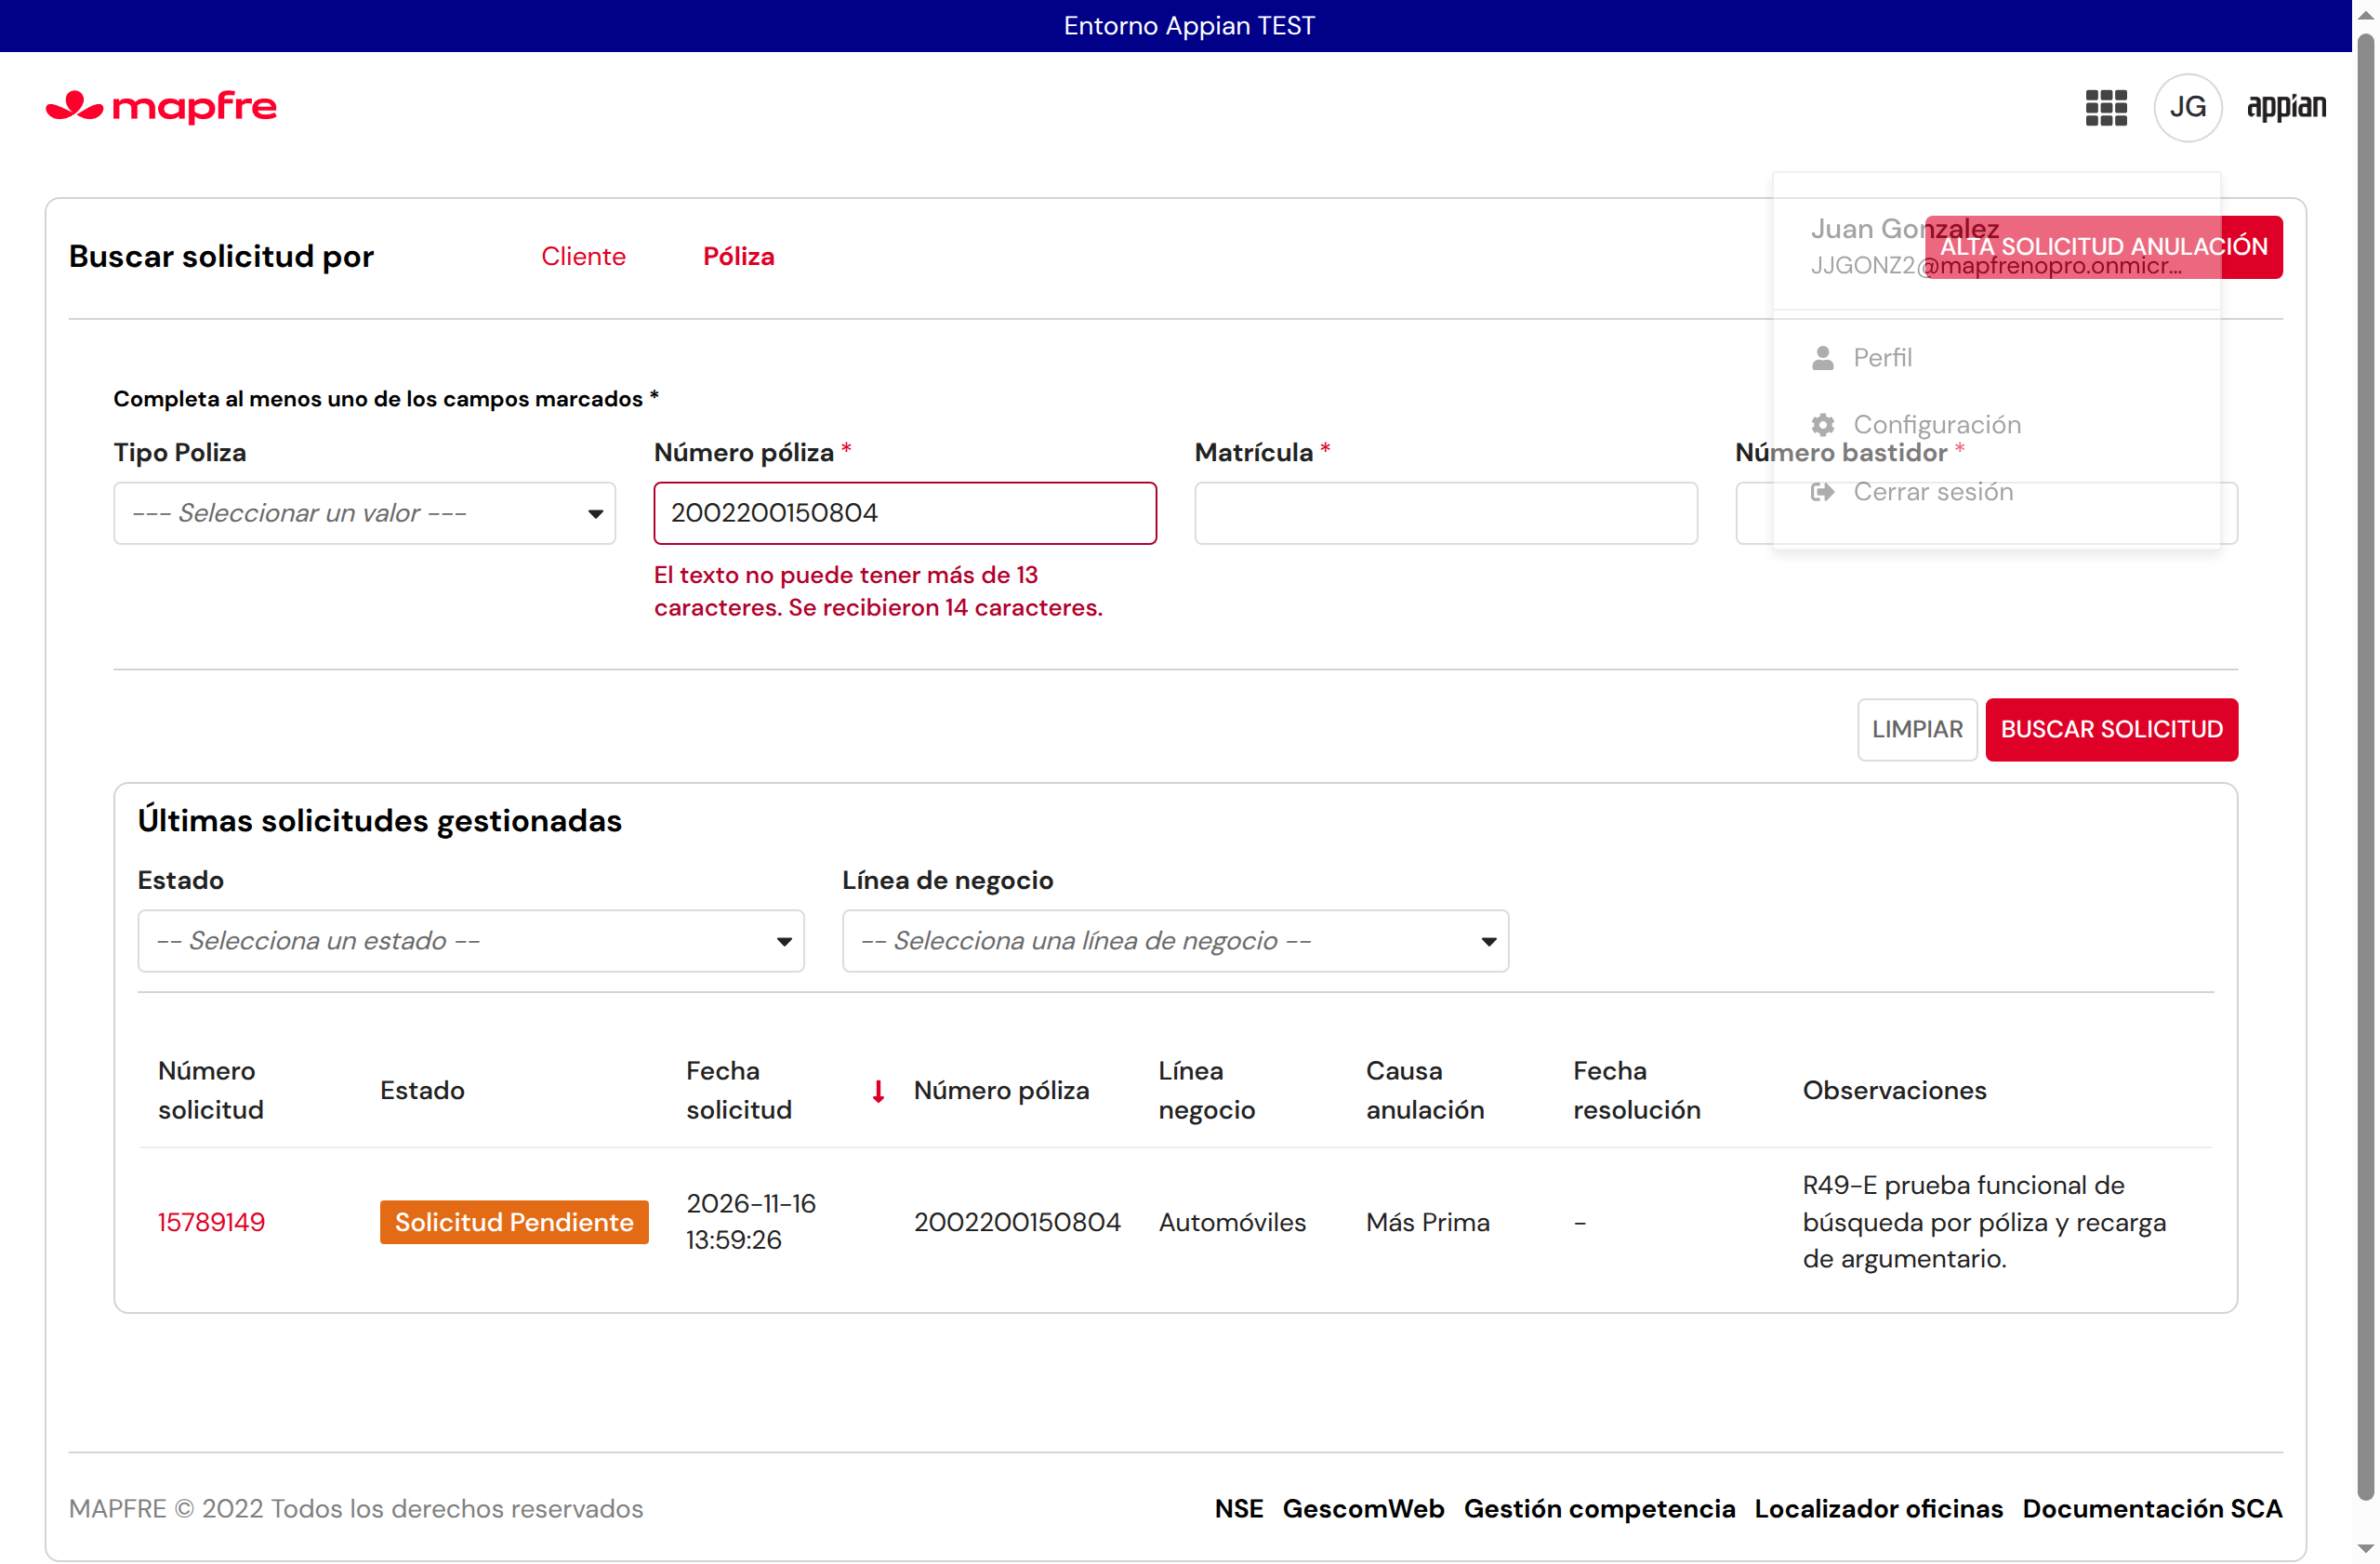 Entorno Appian TEST
mapfre
JG
appian
Buscar solicitud por
Cliente
Póliza
ALTA SOLICITUD ANULACIÓN
Juan Gonzalez
JJGONZ2@mapfrenopro.onmicr...
Perfil
Configuración
Cerrar sesión
Completa al menos uno de los campos marcados *
Tipo Poliza
Número póliza *
Matrícula *
Número bastidor *
--- Seleccionar un valor ---
2002200150804
El texto no puede tener más de 13
caracteres. Se recibieron 14 caracteres.
LIMPIAR
BUSCAR SOLICITUD
Últimas solicitudes gestionadas
Estado
Línea de negocio
-- Selecciona un estado --
-- Selecciona una línea de negocio --
Número solicitud
Estado
Fecha solicitud
Número póliza
Línea negocio
Causa anulación
Fecha resolución
Observaciones
15789149
Solicitud Pendiente
2026-11-16
13:59:26
2002200150804
Automóviles
Más Prima
-
R49-E prueba funcional de
búsqueda por póliza y recarga
de argumentario.
MAPFRE © 2022 Todos los derechos reservados
NSE GescomWeb Gestión competencia Localizador oficinas Documentación SCA